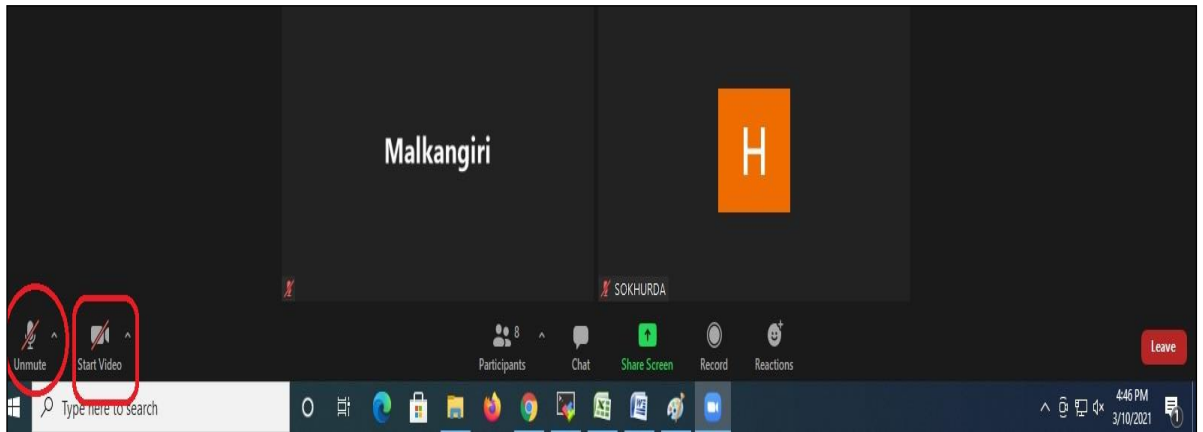 Malkangiri
H
SOKHURDA
Unmute
Start Video
8
Participants
Chat
Share Screen
Record
Reactions
Leave
Type here to search
4:46 PM
3/10/2021
1